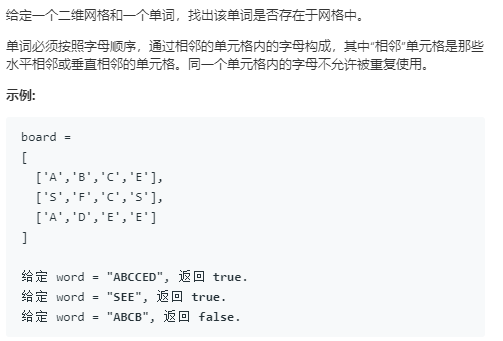 给定一个二维网格和一个单词，找出该单词是否存在于网格中。
单词必须按照字母顺序，通过相邻的单元格内的字母构成，其中“相邻”单元格是那些
水平相邻或垂直相邻的单元格。同一个单元格内的字母不允许被重复使用。
示例:
board =
[
  ['A','B','C','E'],
  ['S','F','C','S'],
  ['A','D','E','E']
]
给定 word = "ABCCED", 返回 true.
给定 word = "SEE", 返回 true.
给定 word = "ABCB", 返回 false.